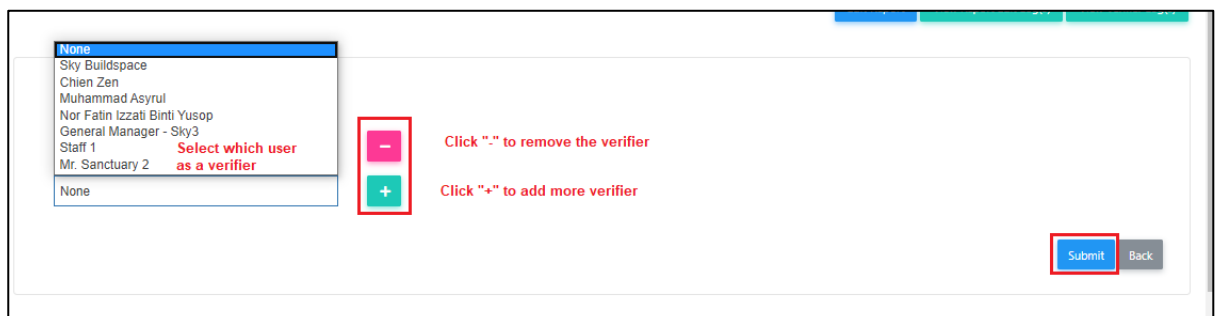 None
Sky Buildspace
Chien Zen
Muhammad Asyrul
Nor Fatin Izzati Binti Yusop
General Manager - Sky3
Staff 1 Select which user
Mr. Sanctuary 2 as a verifier
- Click "-" to remove the verifier
None + Click "+" to add more verifier
Submit Back